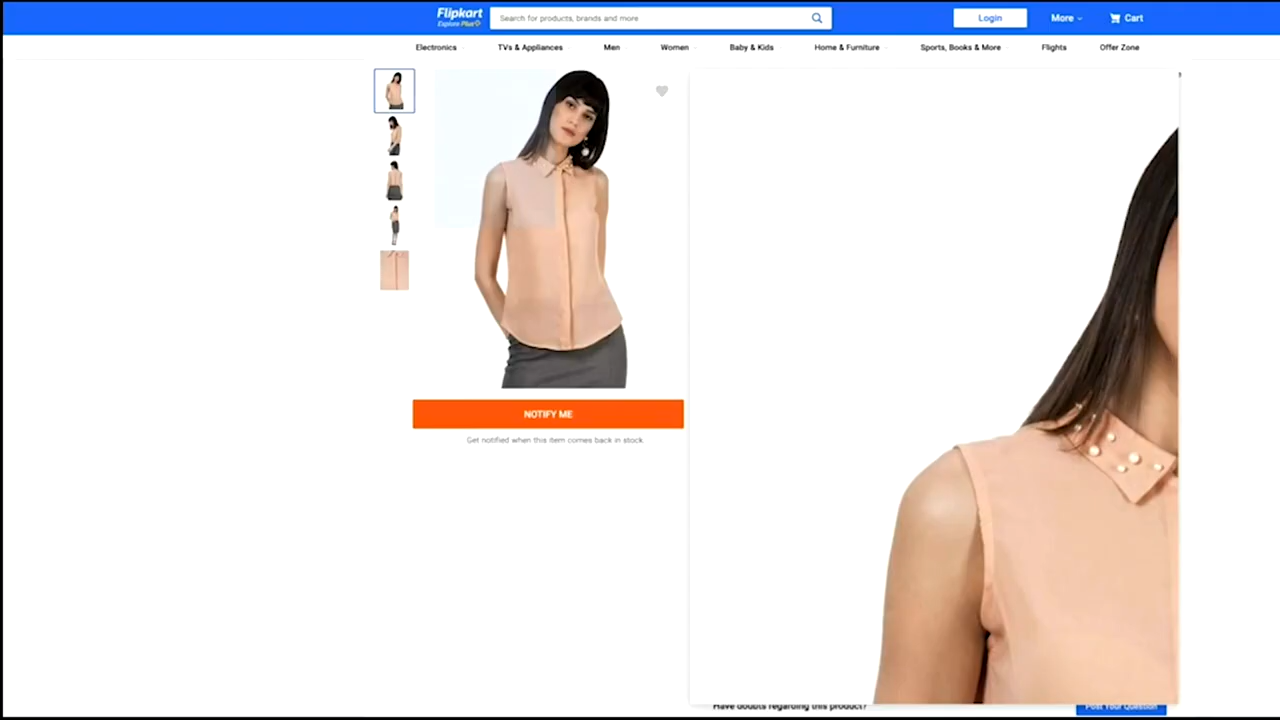 Flipkart
Explore Plus
Search for products, brands and more
Login
More
Cart
Electronics
TVs & Appliances
Men
Women
Baby & Kids
Home & Furniture
Sports, Books & More
Flights
Offer Zone
NOTIFY ME
Get notified when this item comes back in stock.
Have doubts regarding this product?
Post Your Question